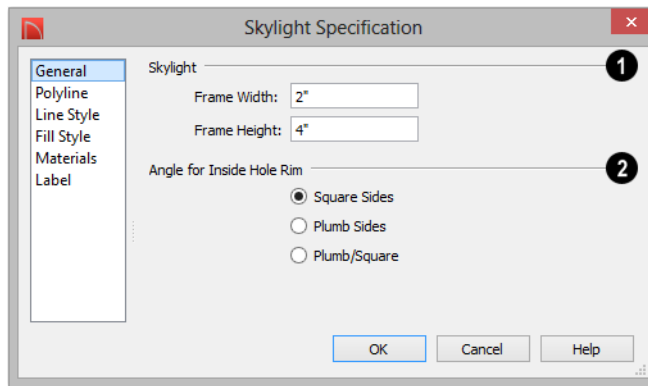 Skylight Specification
General
Polyline
Line Style
Fill Style
Materials
Label
Skylight
1
Frame Width: 2"
Frame Height: 4"
Angle for Inside Hole Rim
2
Square Sides
Plumb Sides
Plumb/Square
OK
Cancel
Help